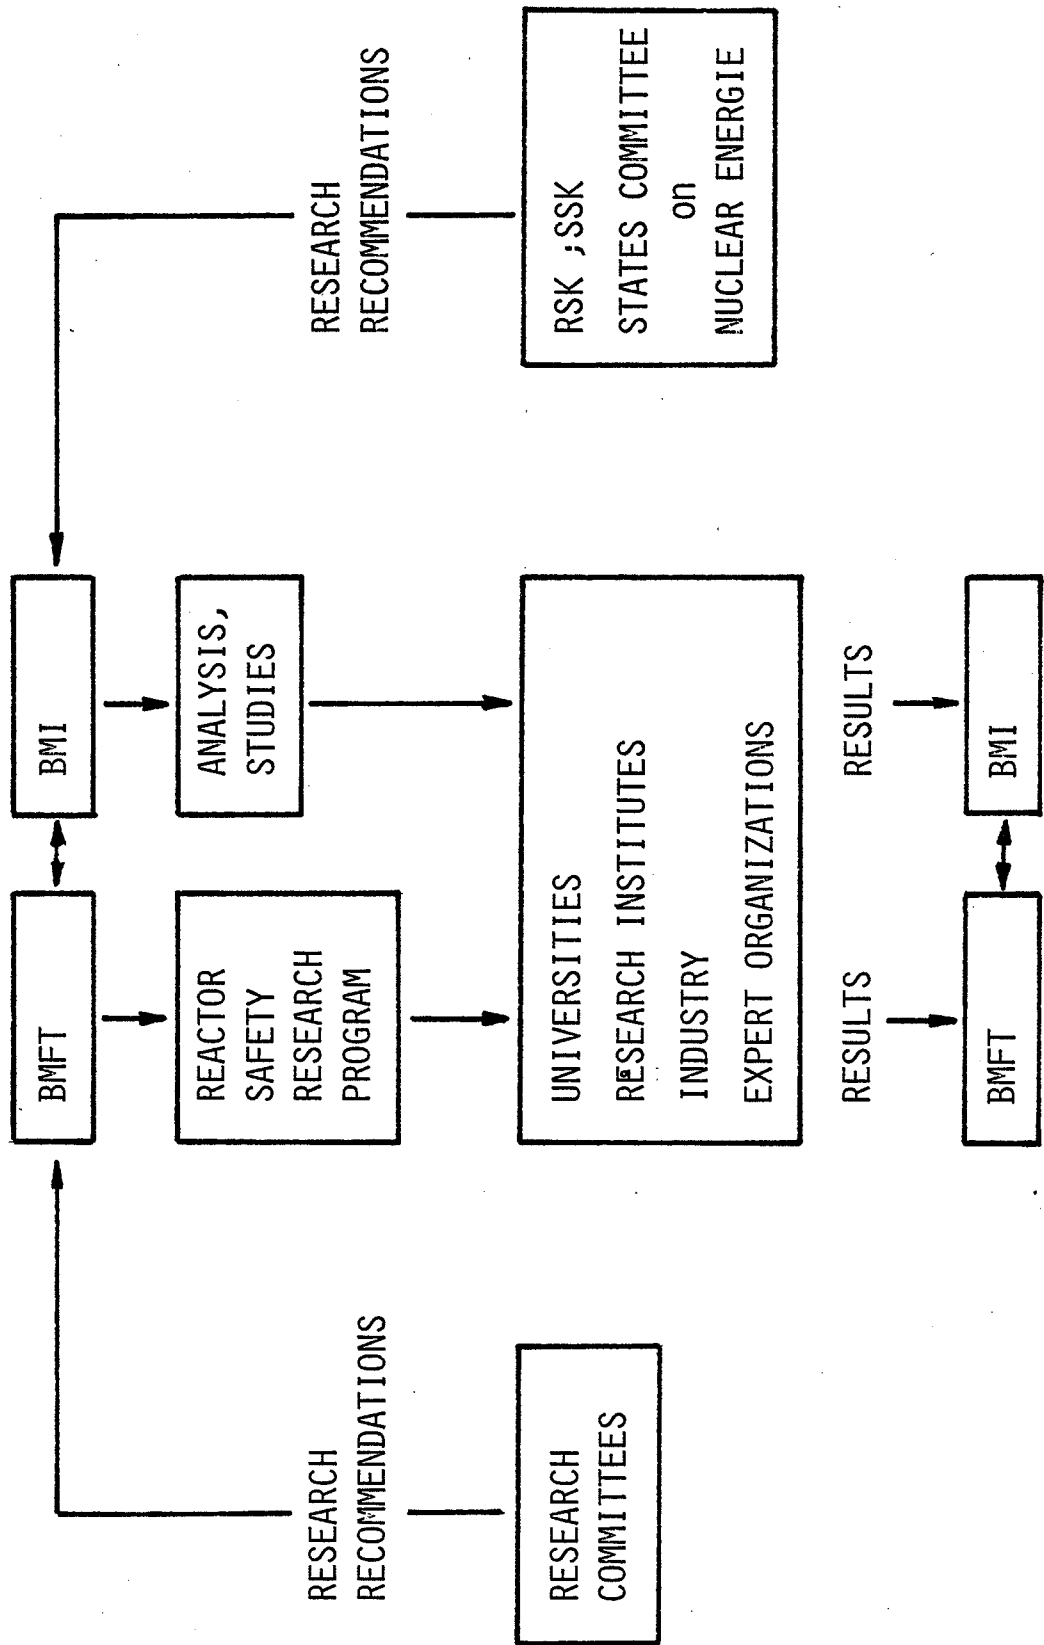 BMFT
BMI
REACTOR
SAFETY
RESEARCH
PROGRAM
ANALYSIS,
STUDIES
RESEARCH
RECOMMENDATIONS
RESEARCH
RECOMMENDATIONS
RESEARCH
COMMITTEES
UNIVERSITIES
RESEARCH INSTITUTES
INDUSTRY
EXPERT ORGANIZATIONS
RSK ;SSK
STATES COMMITTEE
on
NUCLEAR ENERGIE
RESULTS
RESULTS
BMFT
BMI